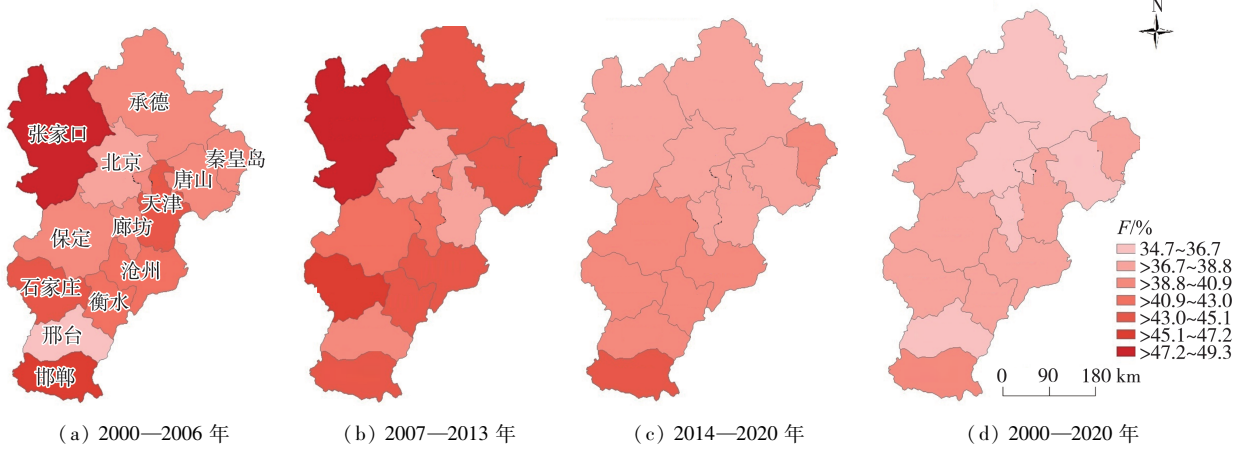 N
承德
张家口
北京
秦皇岛
唐山
天津
廊坊
保定
沧州
石家庄
衡水
邢台
邯郸
F/%
34.7~36.7
>36.7~38.8
>38.8~40.9
>40.9~43.0
>43.0~45.1
>45.1~47.2
>47.2~49.3
0 90 180 km
(a) 2000—2006 年
(b) 2007—2013 年
(c) 2014—2020 年
(d) 2000—2020 年